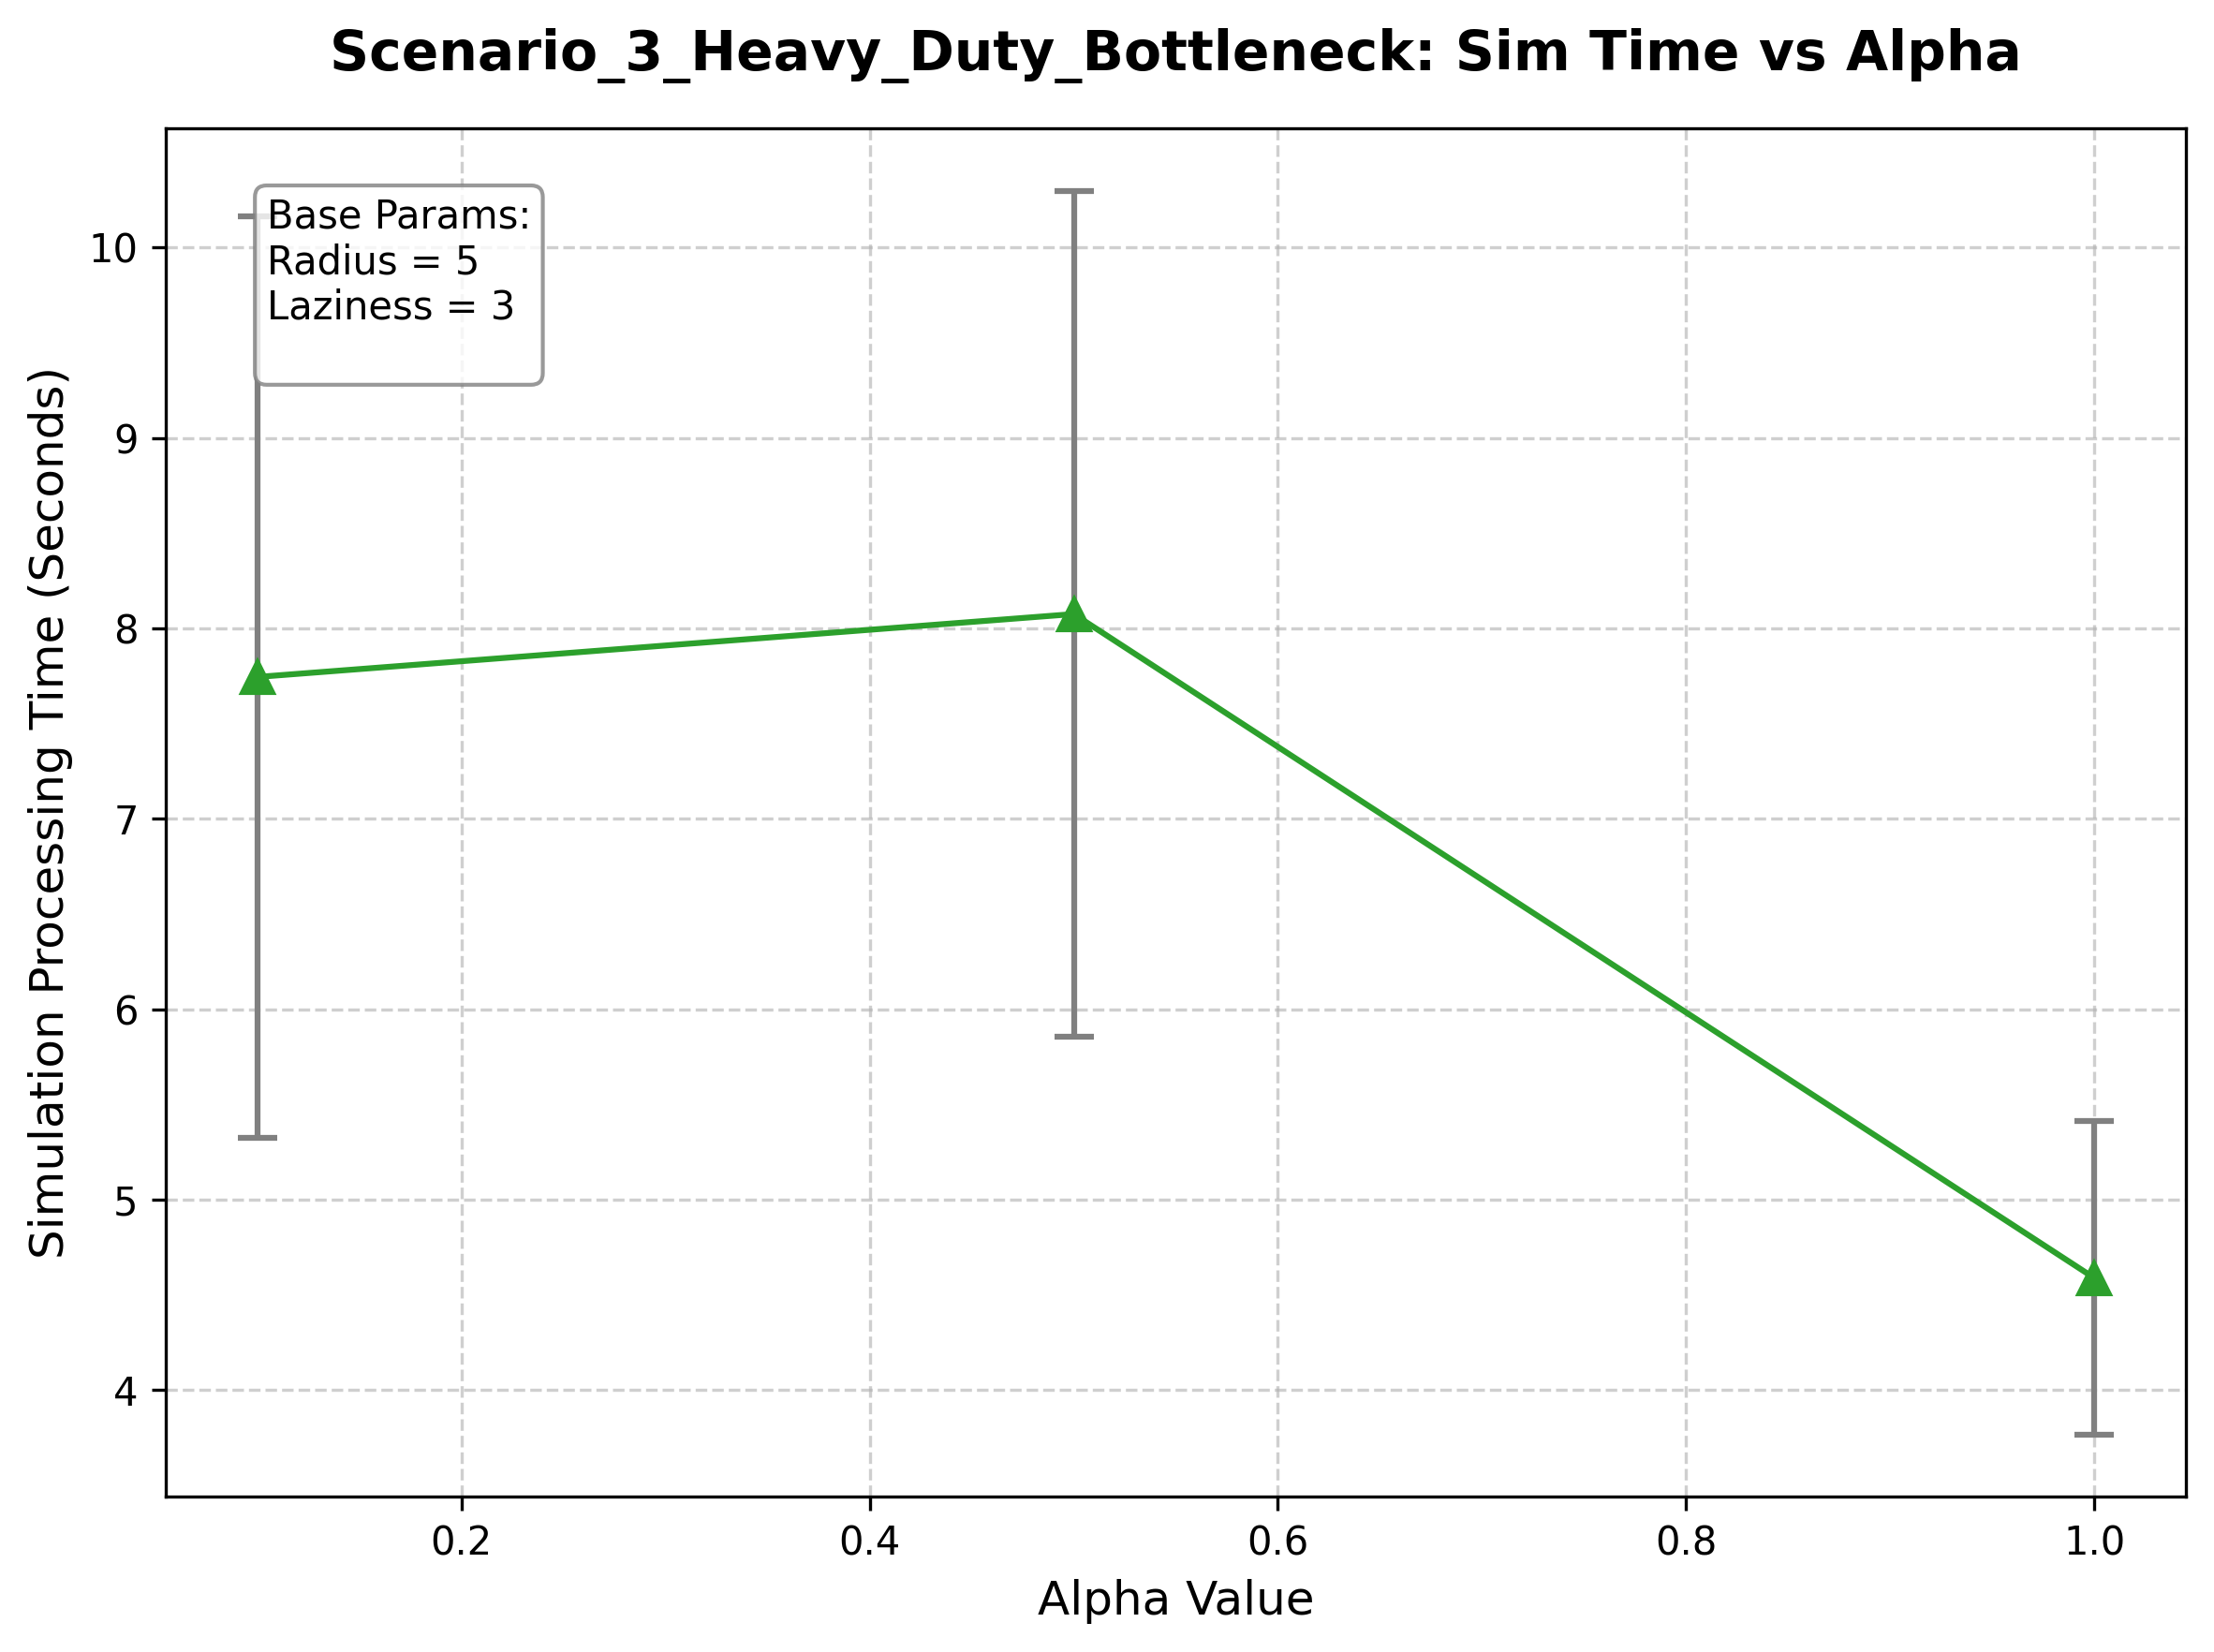 Scenario_3_Heavy_Duty_Bottleneck: Sim Time vs Alpha
Base Params:
Radius = 5
Laziness = 3
Simulation Processing Time (Seconds)
10
9
8
7
6
5
4
0.2
0.4
0.6
0.8
1.0
Alpha Value